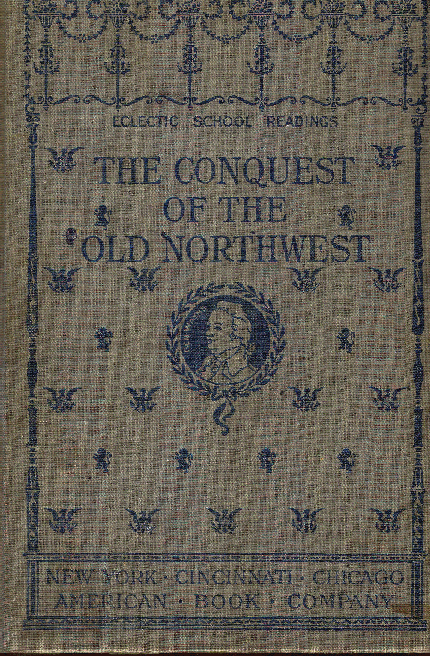 ECLECTIC SCHOOL READINGS
THE CONQUEST
OF THE
OLD NORTHWEST
NEW YORK · CINCINNATI · CHICAGO
AMERICAN · BOOK · COMPANY